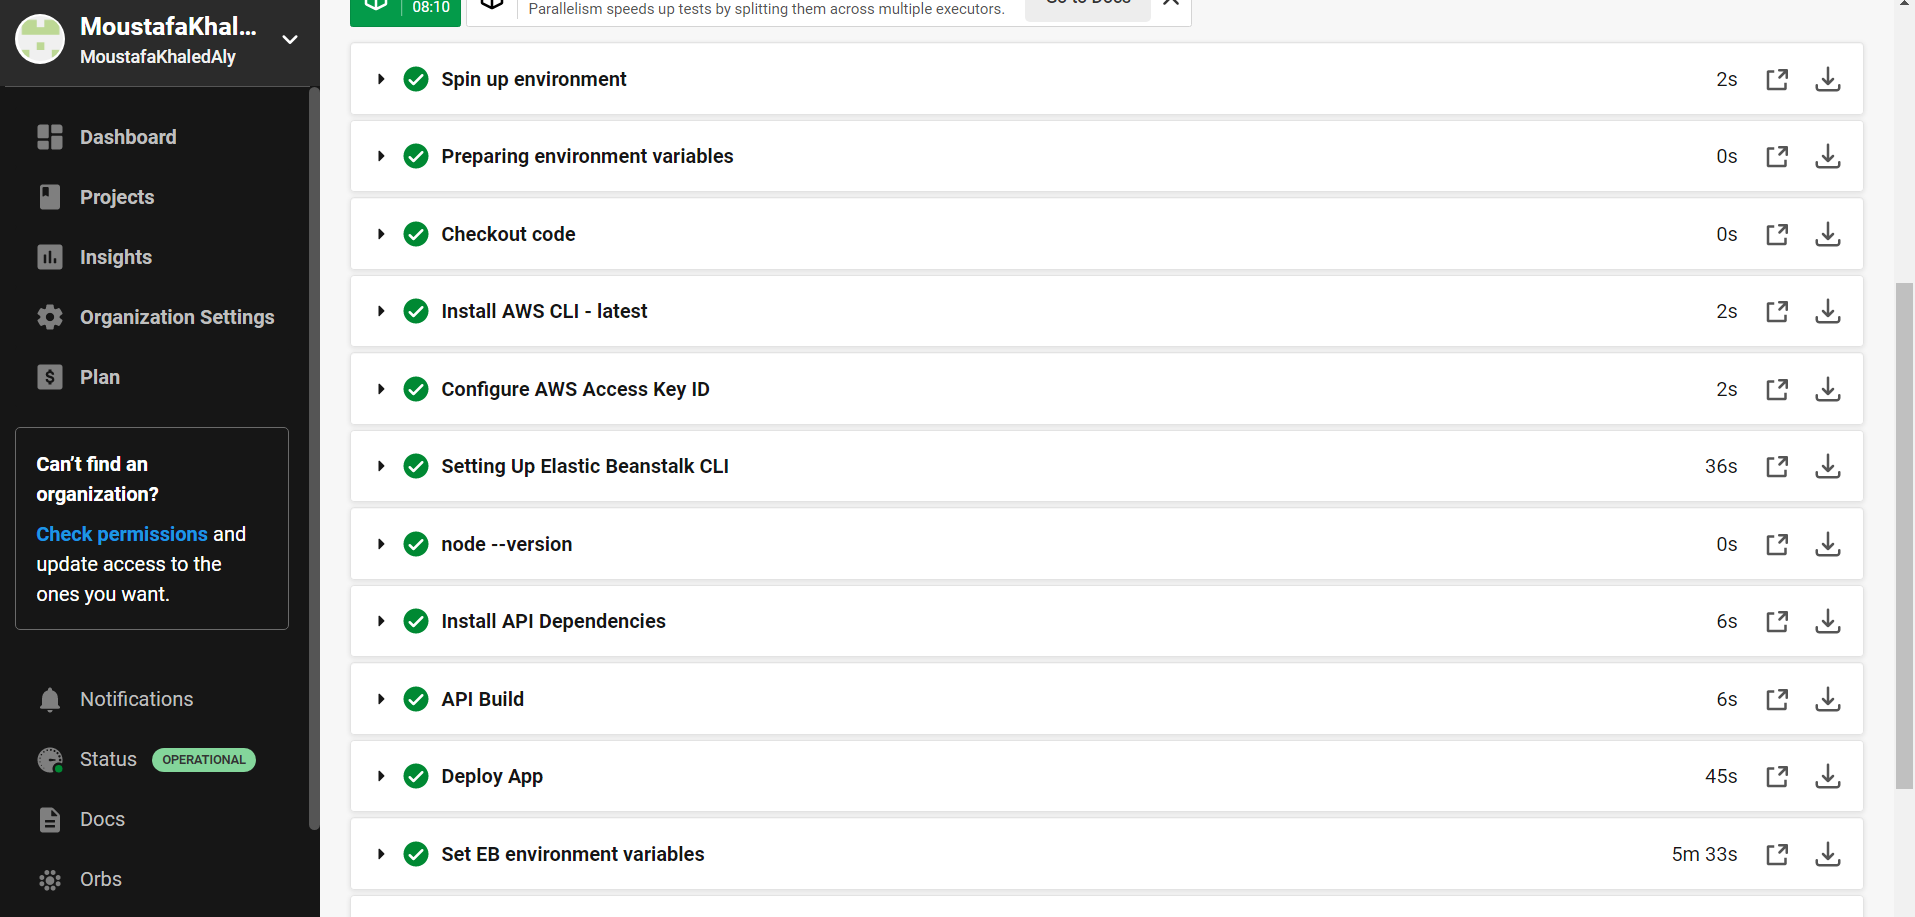 MoustafaKhal...
MoustafaKhaledAly
Dashboard
Projects
Insights
Organization Settings
Plan
Can’t find an
organization?
Check permissions and
update access to the
ones you want.
Notifications
Status OPERATIONAL
Docs
Orbs
08:10
Parallelism speeds up tests by splitting them across multiple executors.
Go to Docs
Spin up environment 2s
Preparing environment variables 0s
Checkout code 0s
Install AWS CLI - latest 2s
Configure AWS Access Key ID 2s
Setting Up Elastic Beanstalk CLI 36s
node --version 0s
Install API Dependencies 6s
API Build 6s
Deploy App 45s
Set EB environment variables 5m 33s